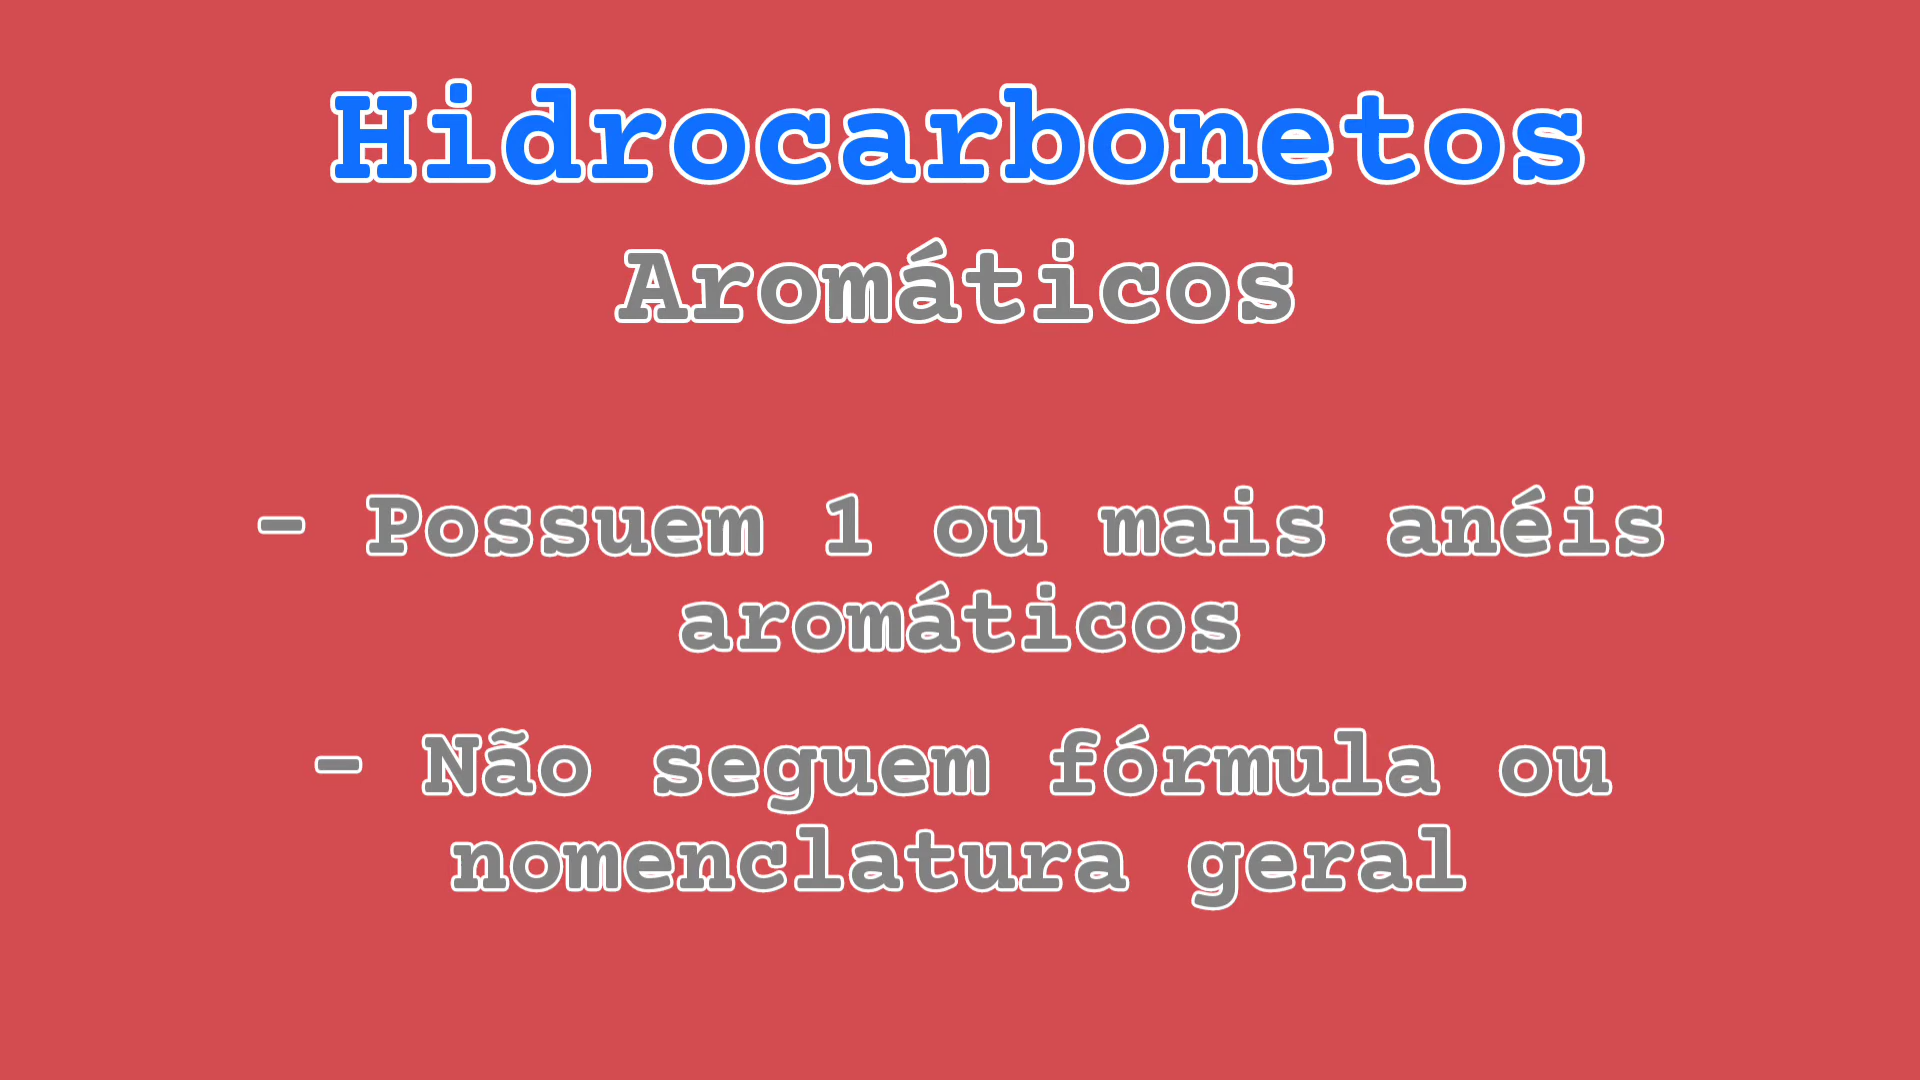 Hidrocarbonetos
Aromáticos
- Possuem 1 ou mais anéis
aromáticos
- Não seguem fórmula ou
nomenclatura geral